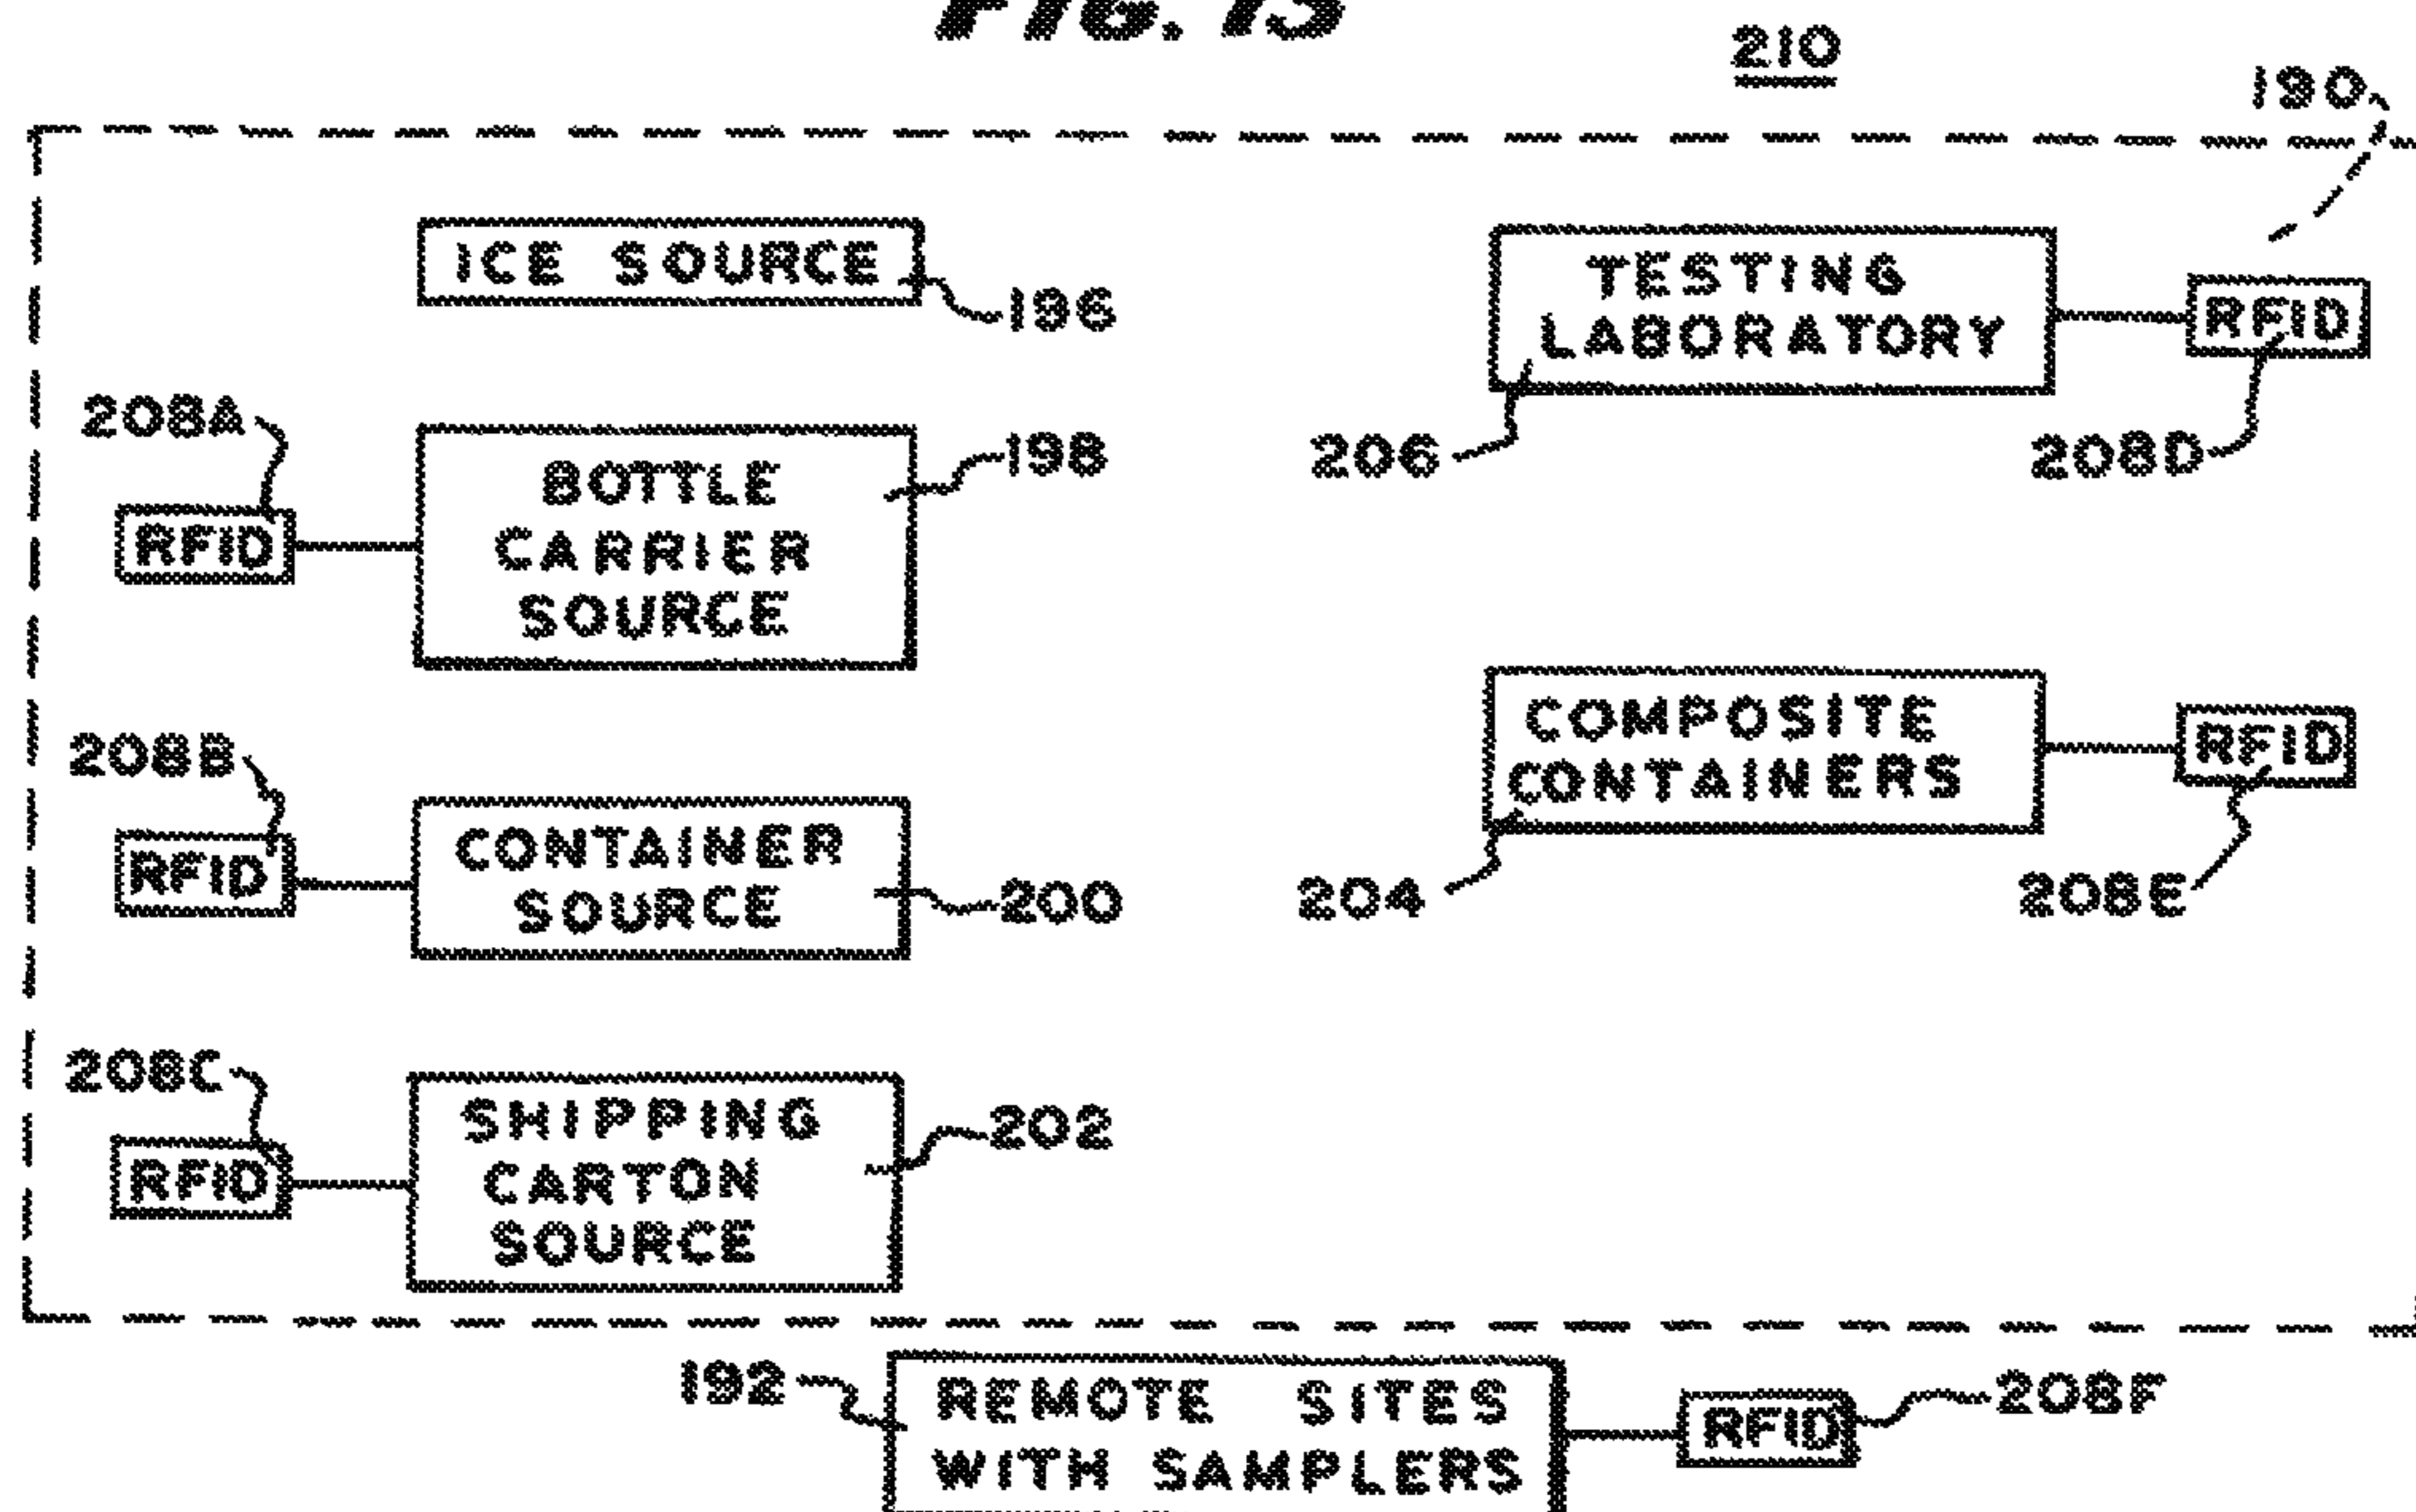 FIG. 13
210
190
ICE SOURCE
196
TESTING
LABORATORY
RFID
206
208D
208A
BOTTLE
CARRIER
SOURCE
198
RFID
208B
CONTAINER
SOURCE
200
RFID
COMPOSITE
CONTAINERS
RFID
204
208E
208C
SHIPPING
CARTON
SOURCE
202
RFID
192
REMOTE SITES
WITH SAMPLERS
RFID
208F